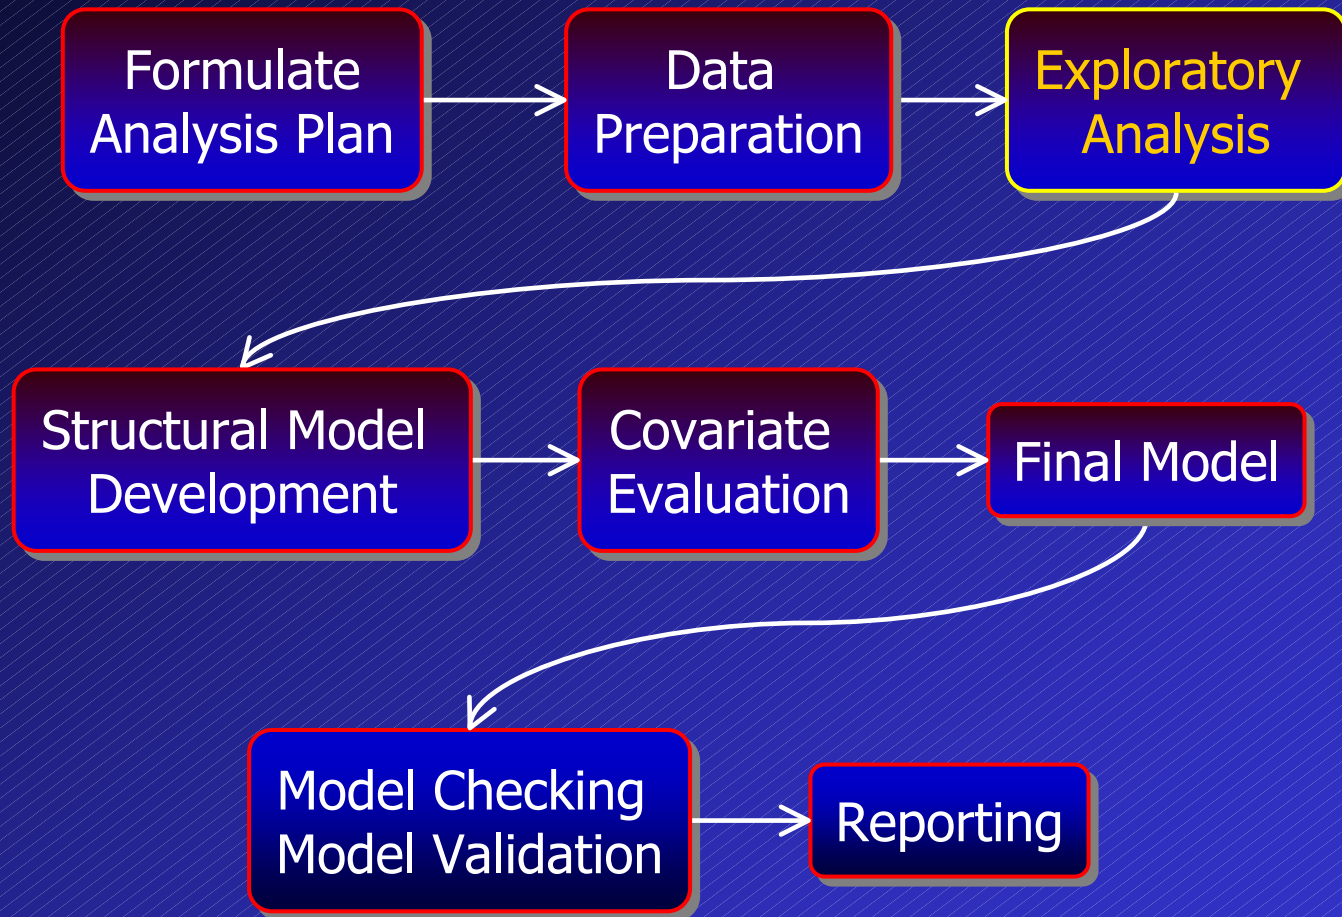 Formulate
Analysis Plan
Data
Preparation
Exploratory
Analysis
Structural Model
Development
Covariate
Evaluation
Final Model
Model Checking
Model Validation
Reporting